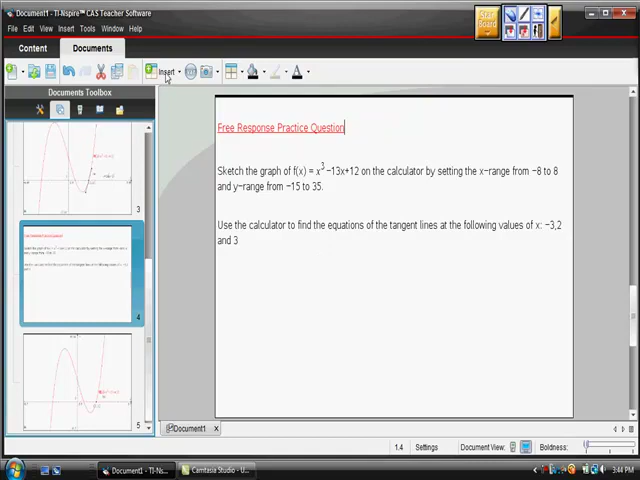 Document1 - TI-Nspire™ CAS Teacher Software
File Edit View Insert Tools Window Help
Star Board
Content Documents
Insert
Documents Toolbox
3
4
5
Free Response Practice Question
Sketch the graph of f(x) = x³ −13x+12 on the calculator by setting the x-range from −8 to 8
and y-range from −15 to 35.
Use the calculator to find the equations of the tangent lines at the following values of x: −3,2
and 3
Document1
1.4 Settings Document View: Boldness:
Document1 - TI-Ns... Camtasia Studio - U... 3:44 PM